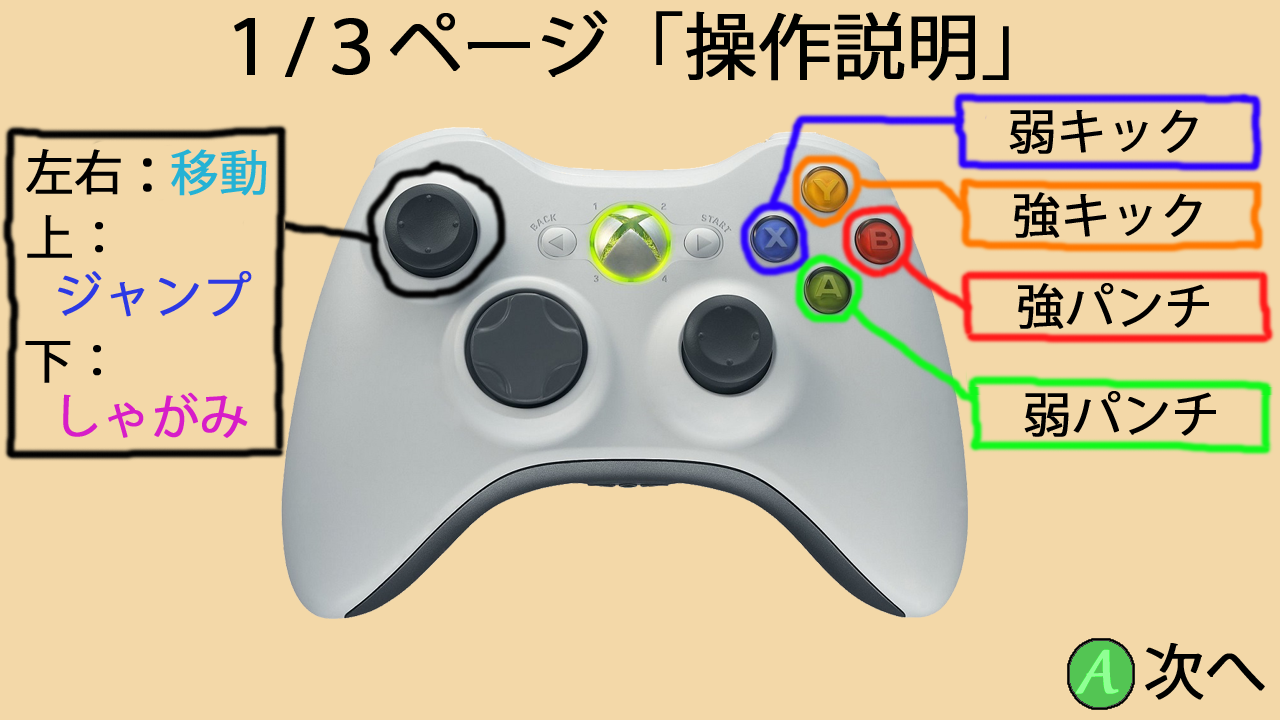 1/3ページ「操作説明」
左右：移動
上：
ジャンプ
下：
しゃがみ
弱キック
強キック
強パンチ
弱パンチ
BACK
START
1
2
3
4
Y
X
B
A
A次へ